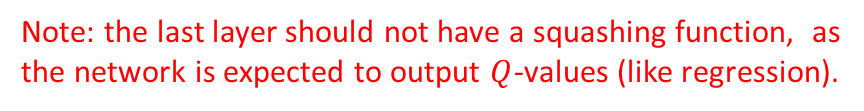 Note: the last layer should not have a squashing function, as
the network is expected to output Q-values (like regression).